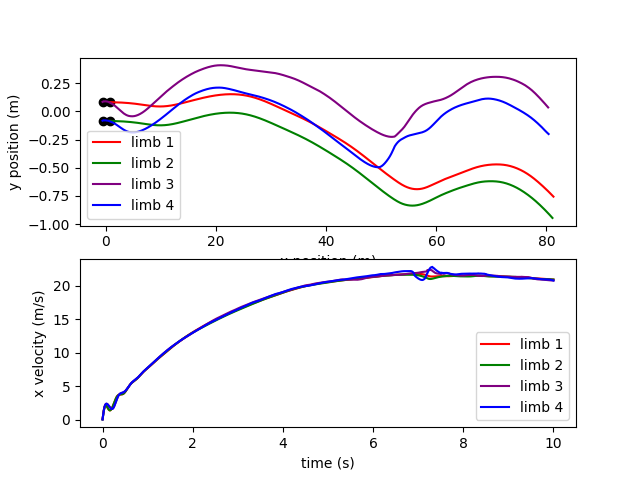 y position (m)
0.25
0.00
−0.25
−0.50
−0.75
−1.00
limb 1
limb 2
limb 3
limb 4
0
20
40
60
80
x velocity (m/s)
20
15
10
5
0
limb 1
limb 2
limb 3
limb 4
0
2
4
6
8
10
time (s)